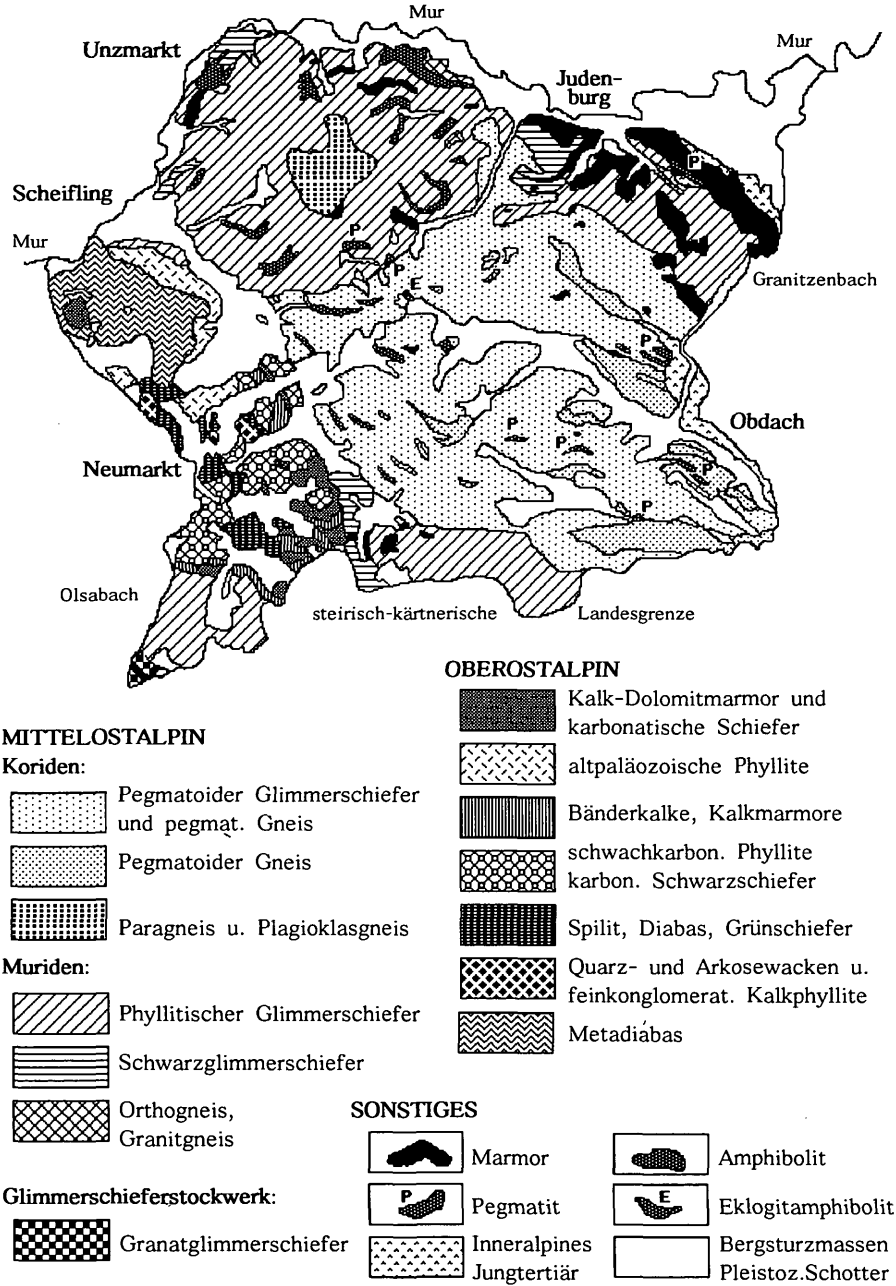 Mur
Unzmarkt
Mur
Juden-
burg
P
Scheifling
Mur
P
P
E
Granitzenbach
P
Obdach
P
P
P
Neumarkt
P
Olsabach
steirisch-kärtnerische
Landesgrenze
MITTELOSTALPIN
Koriden:
Pegmatoider Glimmerschiefer
und pegmat. Gneis
Pegmatoider Gneis
Paragneis u. Plagioklasgneis
Muriden:
Phyllitischer Glimmerschiefer
Schwarzglimmerschiefer
Orthogneis,
Granitgneis
Glimmerschieferstockwerk:
Granatglimmerschiefer
OBEROSTALPIN
Kalk-Dolomitmarmor und
karbonatische Schiefer
altpaläozoische Phyllite
Bänderkalke, Kalkmarmore
schwachkarbon. Phyllite
karbon. Schwarzschiefer
Spilit, Diabas, Grünschiefer
Quarz- und Arkosewacken u.
feinkonglomerat. Kalkphyllite
Metadiabas
SONSTIGES
Marmor
P
Pegmatit
Inneralpines
Jungtertiär
Amphibolit
E
Eklogitamphibolit
Bergsturzmassen
Pleistoz.Schotter